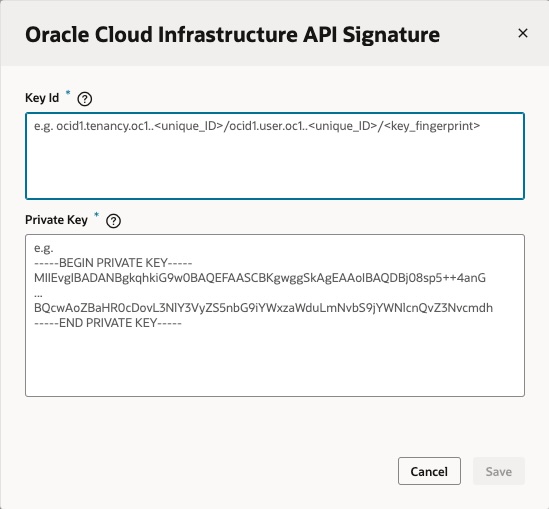 Oracle Cloud Infrastructure API Signature
Key Id *
e.g. ocid1.tenancy.oc1..<unique_ID>/ocid1.user.oc1..<unique_ID>/<key_fingerprint>
Private Key *
e.g.
-----BEGIN PRIVATE KEY-----
MIIEvgIBADANBgkqhkiG9w0BAQEFAASCBKgwggSkAgEAAoIBAQDBj08sp5++4anG
...
BQcwAoZBaHR0cDovL3NlY3VyZS5nbG9iYWxzaWduLmNvbS9jYWNlcnQvZ3Nvcmdh
-----END PRIVATE KEY-----
Cancel Save